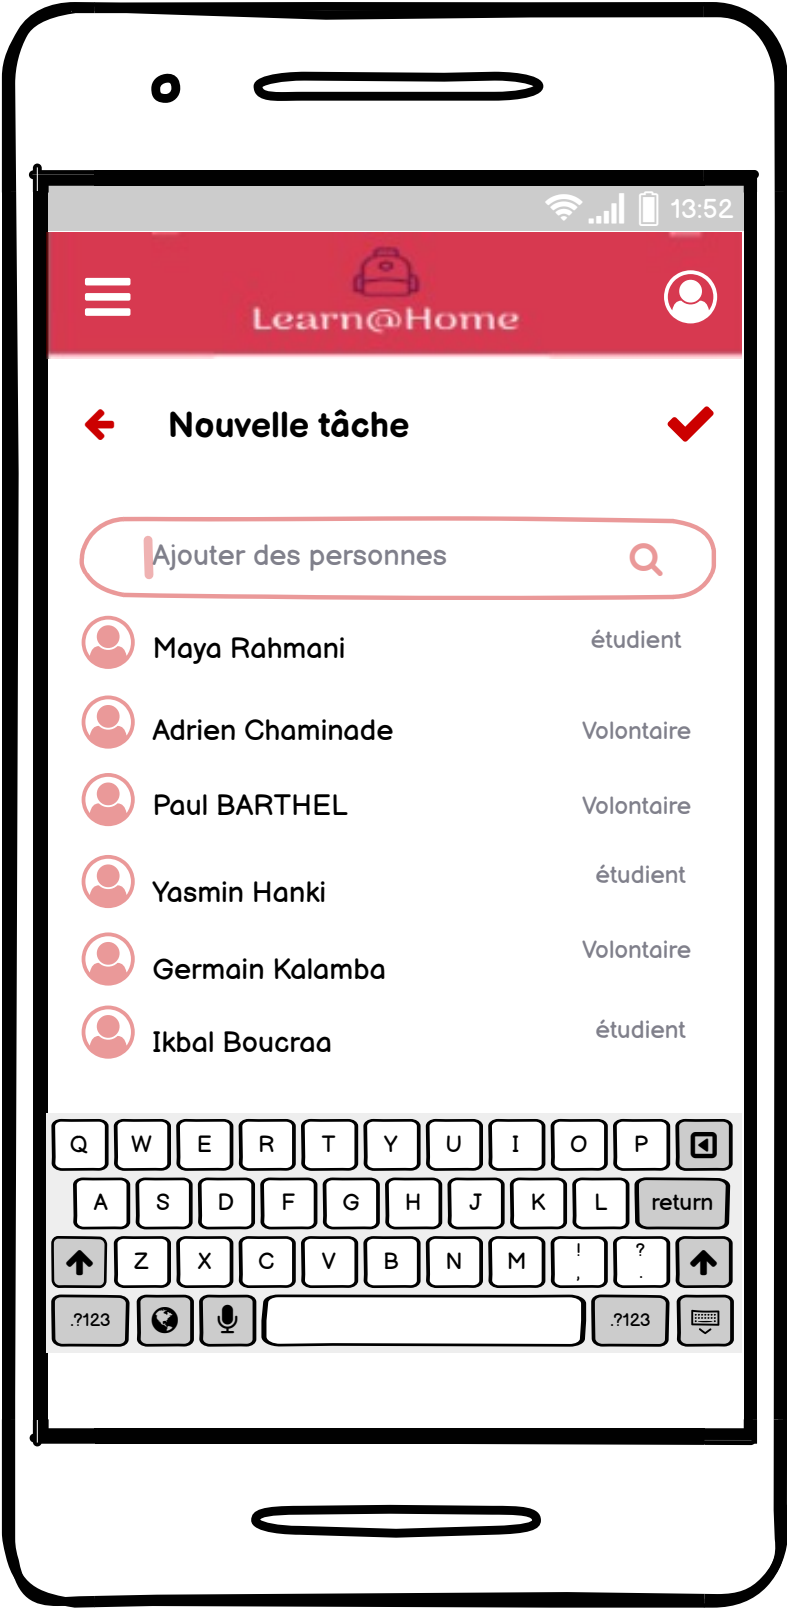 13:52
Learn@Home
Nouvelle tâche
Ajouter des personnes
Maya Rahmani étudient
Adrien Chaminade Volontaire
Paul BARTHEL Volontaire
Yasmin Hanki étudient
Germain Kalamba Volontaire
Ikbal Boucraa étudient
Q W E R T Y U I O P
A S D F G H J K L return
Z X C V B N M ! , ? .
.?123 .?123